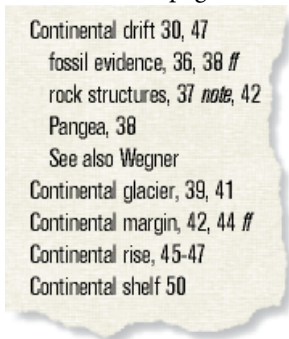 Continental drift 30, 47
fossil evidence, 36, 38 ff
rock structures, 37 note, 42
Pangea, 38
See also Wegner
Continental glacier, 39, 41
Continental margin, 42, 44 ff
Continental rise, 45-47
Continental shelf 50